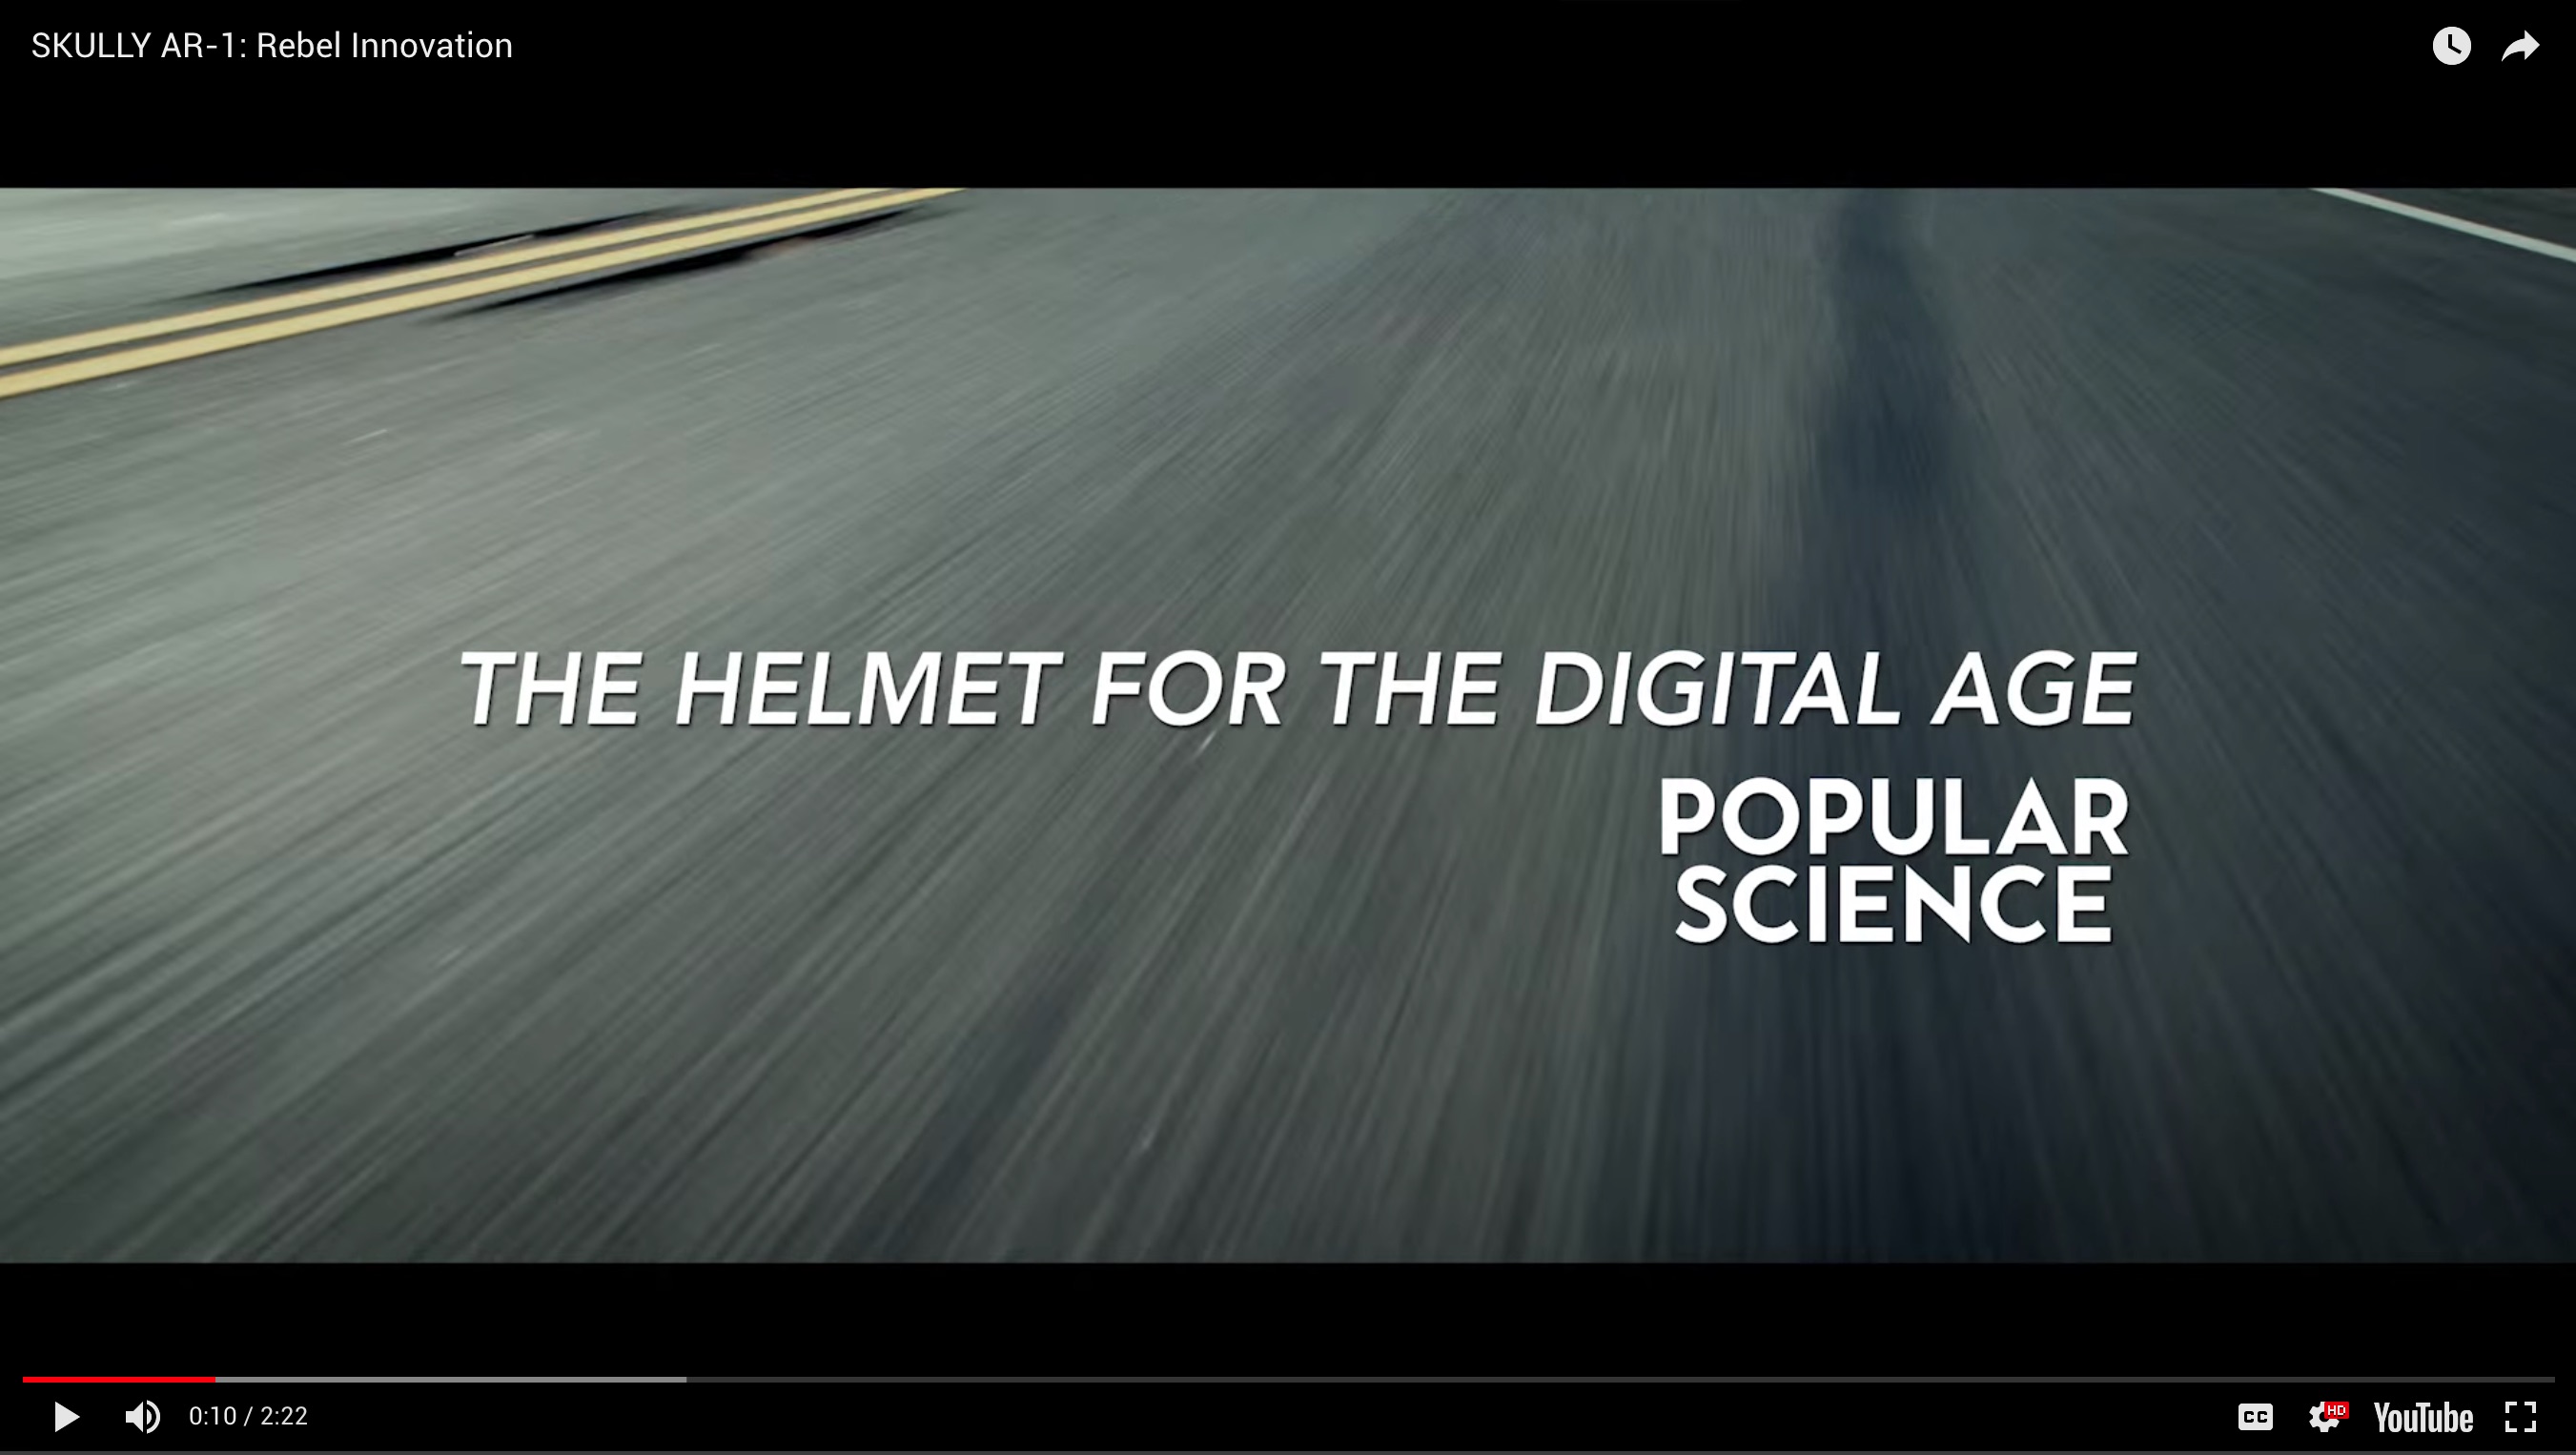 SKULLY AR-1: Rebel Innovation
THE HELMET FOR THE DIGITAL AGE
POPULAR
SCIENCE
0:10 / 2:22
CC
HD
YouTube